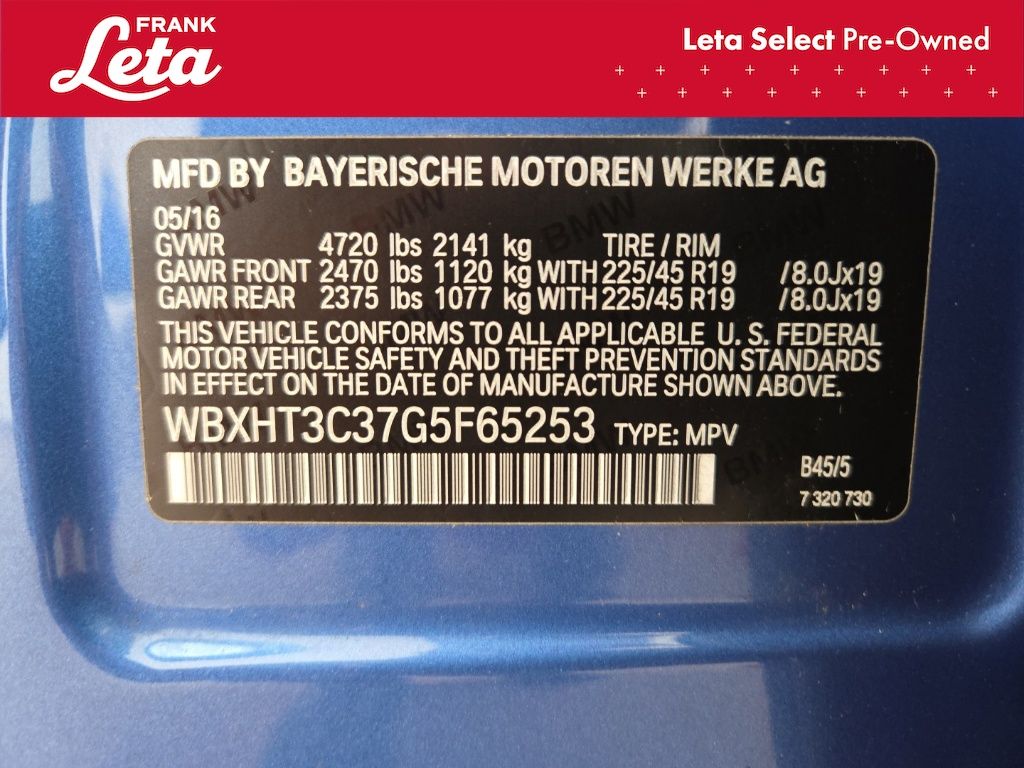 FRANK
Leta
Leta Select Pre-Owned
MFD BY BAYERISCHE MOTOREN WERKE AG
05/16
GVWR 4720 lbs 2141 kg TIRE / RIM
GAWR FRONT 2470 lbs 1120 kg WITH 225/45 R19 /8.0Jx19
GAWR REAR 2375 lbs 1077 kg WITH 225/45 R19 /8.0Jx19
THIS VEHICLE CONFORMS TO ALL APPLICABLE U. S. FEDERAL
MOTOR VEHICLE SAFETY AND THEFT PREVENTION STANDARDS
IN EFFECT ON THE DATE OF MANUFACTURE SHOWN ABOVE.
WBXHT3C37G5F65253 TYPE: MPV
B45/5
7 320 730